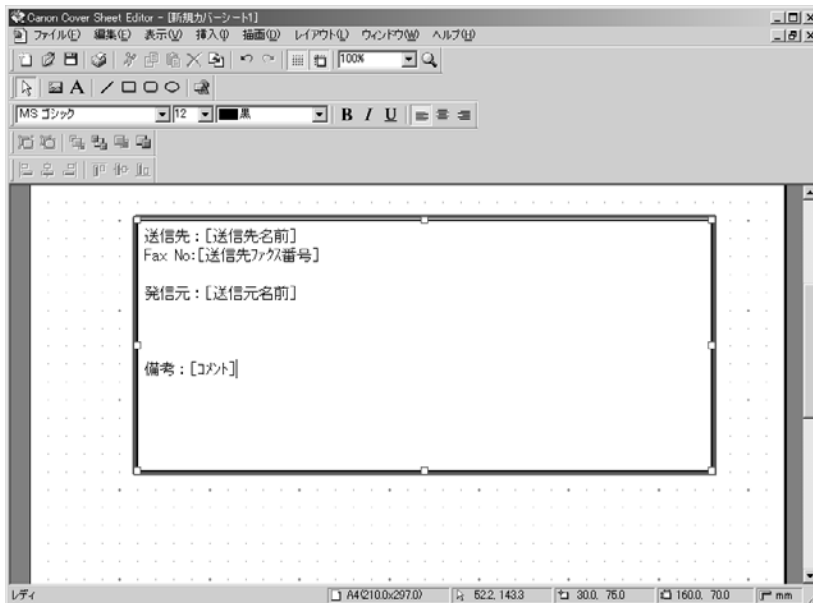 Canon Cover Sheet Editor - [新規カバーシート1]
ファイル(F) 編集(E) 表示(V) 挿入(I) 描画(D) レイアウト(L) ウィンドウ(W) ヘルプ(H)
100%
A
MS ゴシック 12 黒 B I U
送信先：[送信先名前]
Fax No:[送信先ﾌｧｸｽ番号]
発信元：[送信元名前]
備考：[ｺﾒﾝﾄ]
レディ A4(210.0x297.0) 52.2, 143.3 30.0, 75.0 160.0, 70.0 mm